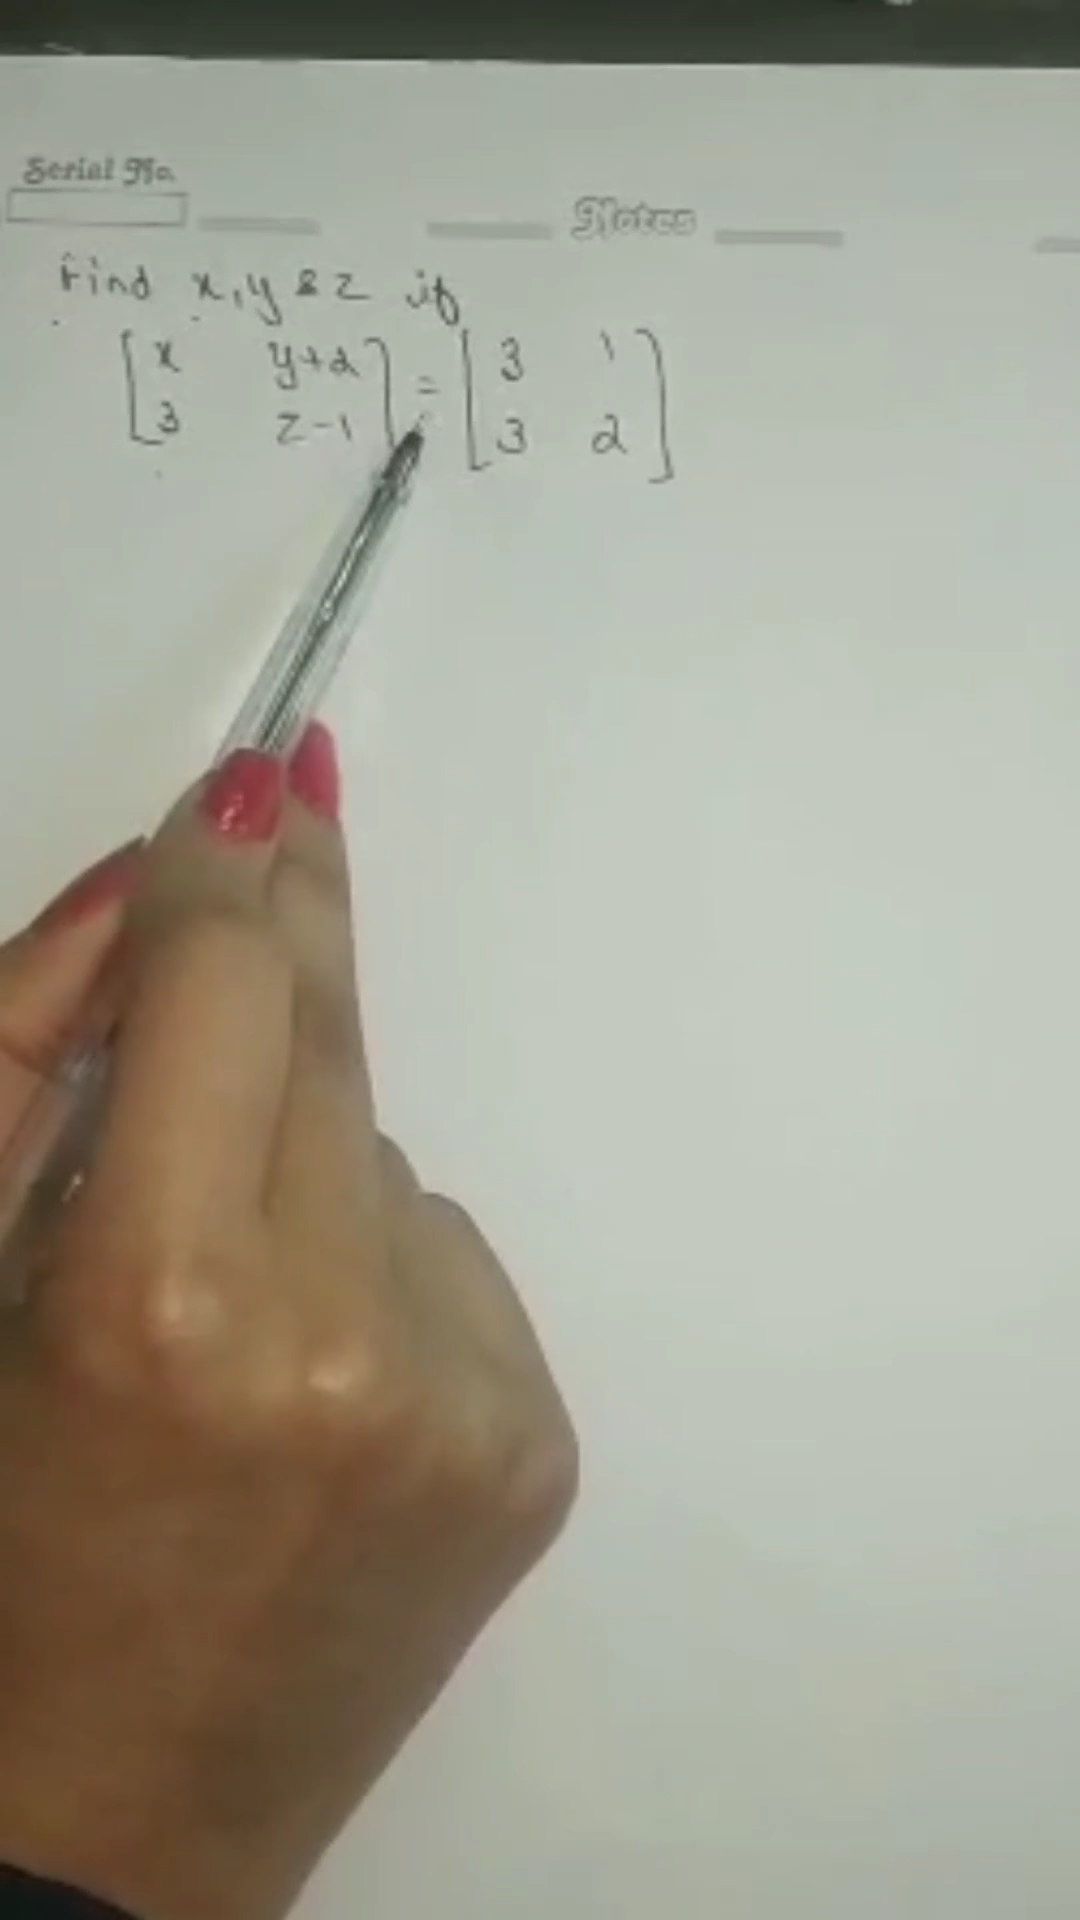 Serial No.
Notes
Find x, y & z if
[x y+2] = [3 1]
[3 z-1] [3 2]